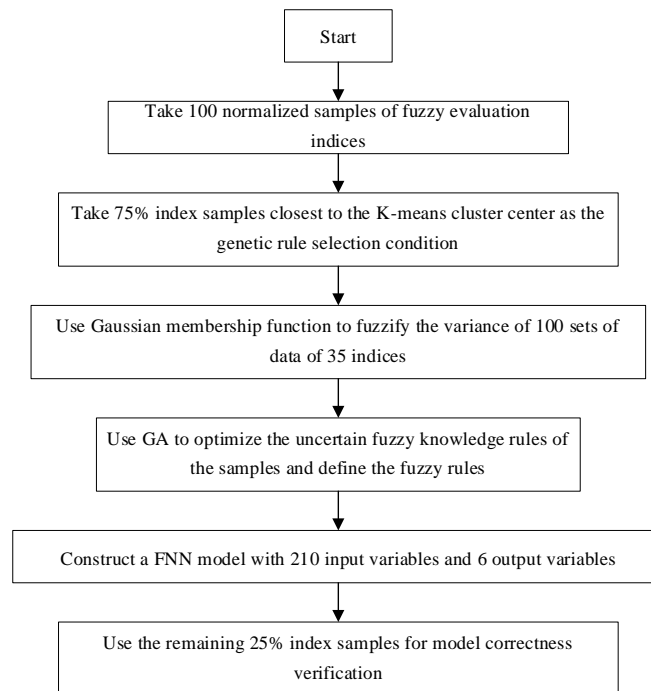 Start
Take 100 normalized samples of fuzzy evaluation
indices
Take 75% index samples closest to the K-means cluster center as the
genetic rule selection condition
Use Gaussian membership function to fuzzify the variance of 100 sets of
data of 35 indices
Use GA to optimize the uncertain fuzzy knowledge rules of
the samples and define the fuzzy rules
Construct a FNN model with 210 input variables and 6 output variables
Use the remaining 25% index samples for model correctness
verification